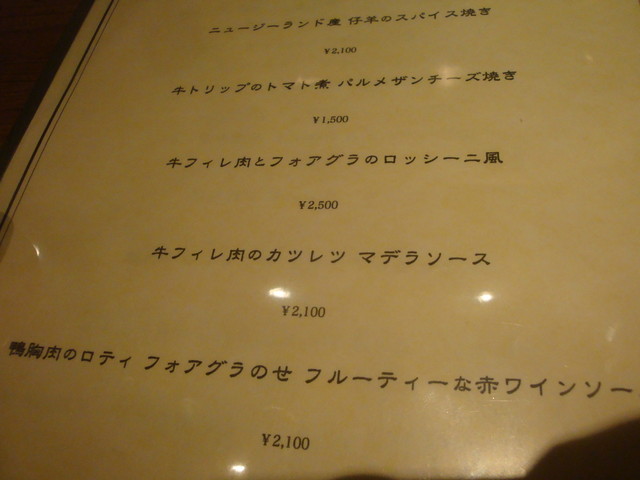 ニュージーランド産 仔羊のスパイス焼き
¥2,100
牛トリップのトマト煮 パルメザンチーズ焼き
¥1,500
牛フィレ肉とフォアグラのロッシーニ風
¥2,500
牛フィレ肉のカツレツ マデラソース
¥2,100
鴨胸肉のロティ フォアグラのせ フルーティーな赤ワインソー
¥2,100